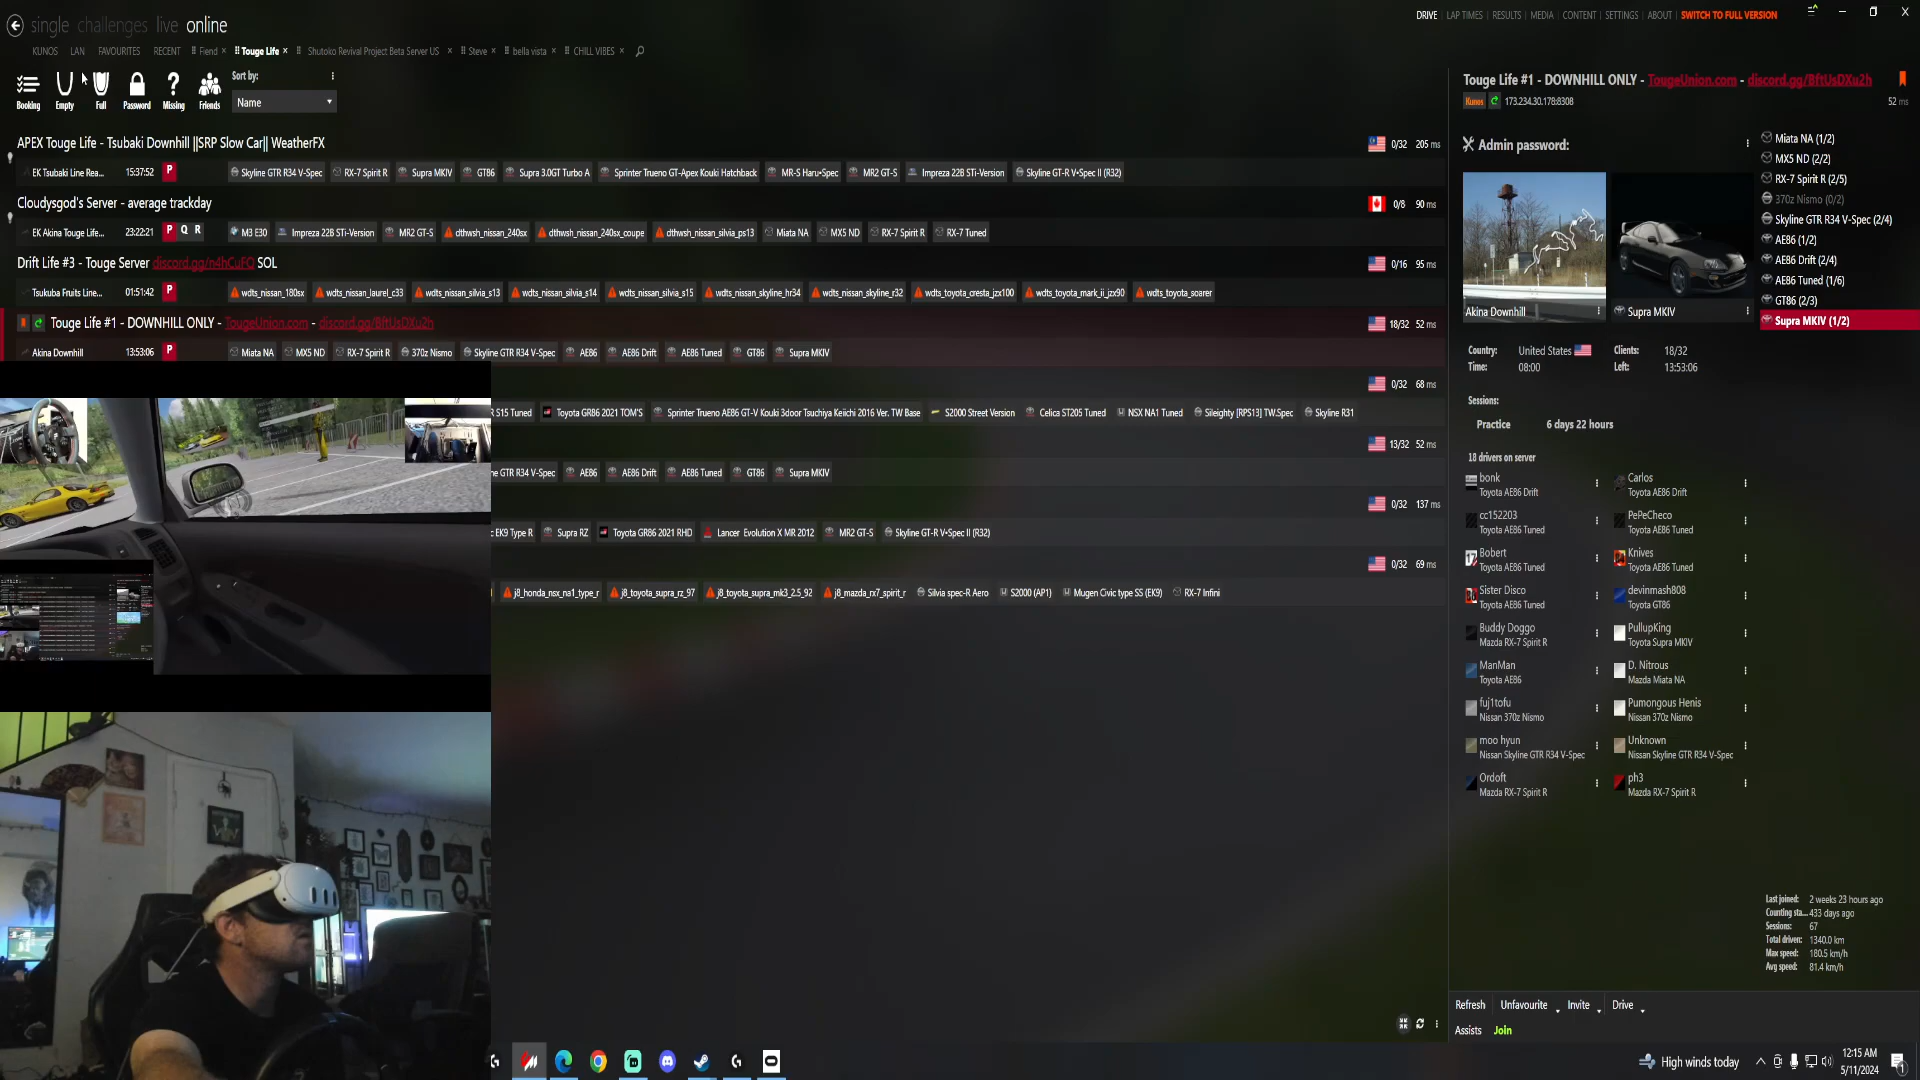 single challenges live online
DRIVE | LAP TIMES | RESULTS | MEDIA | CONTENT | SETTINGS | ABOUT | SWITCH TO FULL VERSION
KUNOS LAN FAVOURITES RECENT Fiend × Touge Life × Shutoko Revival Project Beta Server US × Steve × bella vista × CHILL VIBES ×
Booking Empty Full Password Missing Friends
Sort by:
Name
APEX Touge Life - Tsubaki Downhill ||SRP Slow Car|| WeatherFX 0/32 205 ms
EK Tsubaki Line Rea... 15:37:52 P Skyline GTR R34 V-Spec RX-7 Spirit R Supra MKIV GT86 Supra 3.0GT Turbo A Sprinter Trueno GT-Apex Kouki Hatchback MR-S Haru•Spec MR2 GT-S Impreza 22B STi-Version Skyline GT-R V•Spec II (R32)
Cloudysgod's Server - average trackday 0/8 90 ms
EK Akina Touge Life... 23:22:21 P Q R M3 E30 Impreza 22B STi-Version MR2 GT-S dthwsh_nissan_240sx dthwsh_nissan_240sx_coupe dthwsh_nissan_silvia_ps13 Miata NA MX5 ND RX-7 Spirit R RX-7 Tuned
Drift Life #3 - Touge Server discord.gg/n4hCuFQ SOL 0/16 95 ms
Tsukuba Fruits Line... 01:51:42 P wdts_nissan_180sx wdts_nissan_laurel_c33 wdts_nissan_silvia_s13 wdts_nissan_silvia_s14 wdts_nissan_silvia_s15 wdts_nissan_skyline_hr34 wdts_nissan_skyline_r32 wdts_toyota_cresta_jzx100 wdts_toyota_mark_ii_jzx90 wdts_toyota_soarer
Touge Life #1 - DOWNHILL ONLY - TougeUnion.com - discord.gg/BftUsDXu2h 18/32 52 ms
Akina Downhill 13:53:06 P Miata NA MX5 ND RX-7 Spirit R 370z Nismo Skyline GTR R34 V-Spec AE86 AE86 Drift AE86 Tuned GT86 Supra MKIV
0/32 68 ms
R S15 Tuned Toyota GR86 2021 TOM'S Sprinter Trueno AE86 GT-V Kouki 3door Tsuchiya Keiichi 2016 Ver. TW Base S2000 Street Version Celica ST205 Tuned NSX NA1 Tuned Sileighty [RPS13] TW.Spec Skyline R31
13/32 52 ms
ne GTR R34 V-Spec AE86 AE86 Drift AE86 Tuned GT86 Supra MKIV
0/32 137 ms
c EK9 Type R Supra RZ Toyota GR86 2021 RHD Lancer Evolution X MR 2012 MR2 GT-S Skyline GT-R V•Spec II (R32)
0/32 69 ms
j8_honda_nsx_na1_type_r j8_toyota_supra_rz_97 j8_toyota_supra_mk3_2.5_92 j8_mazda_rx7_spirit_r Silvia spec-R Aero S2000 (AP1) Mugen Civic type SS (EK9) RX-7 Infini
Touge Life #1 - DOWNHILL ONLY - TougeUnion.com - discord.gg/BftUsDXu2h
Kunos 173.234.30.178:8308 52 ms
Admin password:
Akina Downhill
Supra MKIV
Miata NA (1/2)
MX5 ND (2/2)
RX-7 Spirit R (2/5)
370z Nismo (0/2)
Skyline GTR R34 V-Spec (2/4)
AE86 (1/2)
AE86 Drift (2/4)
AE86 Tuned (1/6)
GT86 (2/3)
Supra MKIV (1/2)
Country: United States Clients: 18/32
Time: 08:00 Left: 13:53:06
Sessions:
Practice 6 days 22 hours
18 drivers on server
bonk Carlos
Toyota AE86 Drift Toyota AE86 Drift
cc152203 PePeCheco
Toyota AE86 Tuned Toyota AE86 Tuned
Bobert Knives
Toyota AE86 Tuned Toyota AE86 Tuned
Sister Disco devinmash808
Toyota AE86 Tuned Toyota GT86
Buddy Doggo PullupKing
Mazda RX-7 Spirit R Toyota Supra MKIV
ManMan D. Nitrous
Toyota AE86 Mazda Miata NA
fuj1tofu Pumongous Henis
Nissan 370z Nismo Nissan 370z Nismo
moo hyun Unknown
Nissan Skyline GTR R34 V-Spec Nissan Skyline GTR R34 V-Spec
Ordoft ph3
Mazda RX-7 Spirit R Mazda RX-7 Spirit R
Last joined: 2 weeks 23 hours ago
Counting sta... 433 days ago
Sessions: 67
Total driven: 1340.0 km
Max speed: 180.5 km/h
Avg speed: 81.4 km/h
Refresh Unfavourite Invite Drive
Assists Join
High winds today
12:15 AM
5/11/2024
1